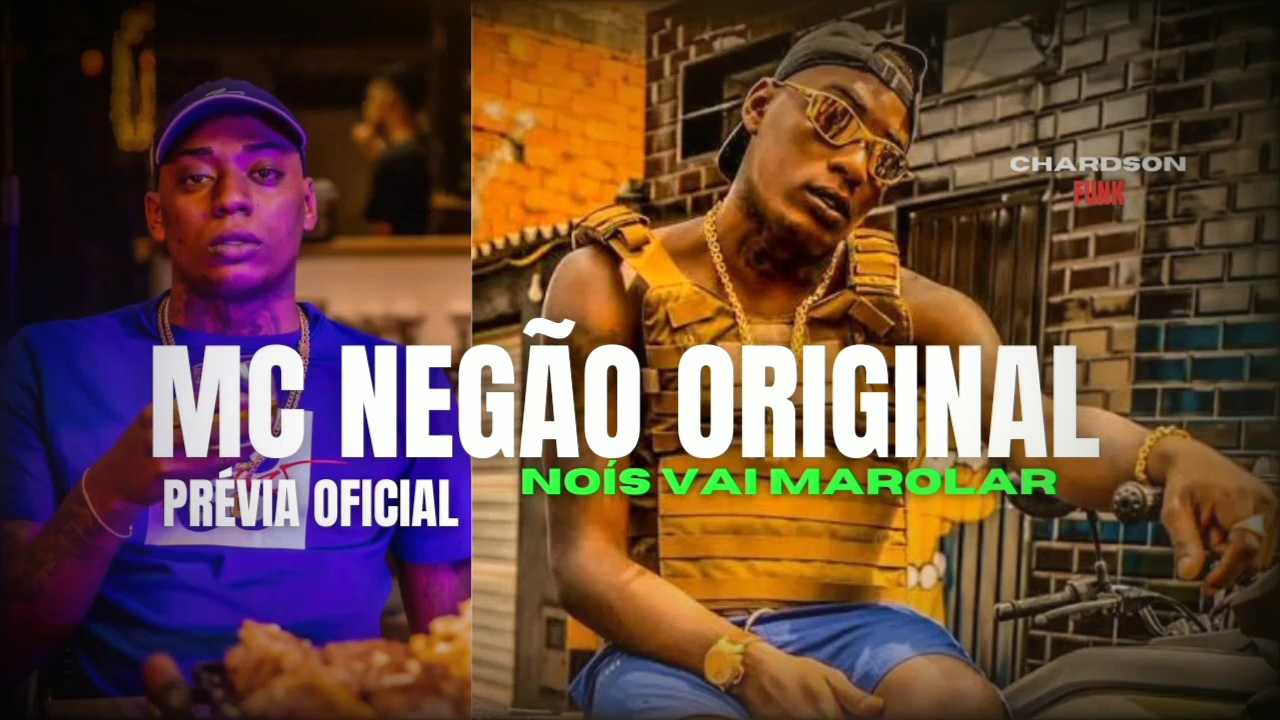 CHARDSON
FUNK
MC NEGÃO ORIGINAL
NOÍS VAI MAROLAR
PRÉVIA OFICIAL